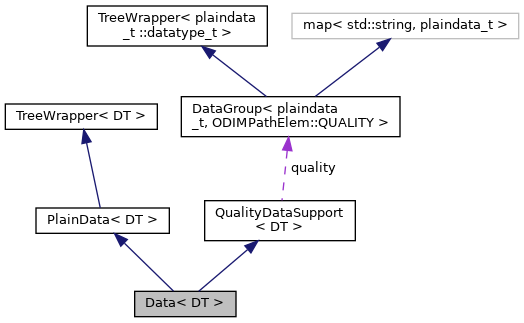 TreeWrapper< plaindata
_t ::datatype_t >
map< std::string, plaindata_t >
DataGroup< plaindata
_t, ODIMPathElem::QUALITY >
TreeWrapper< DT >
quality
PlainData< DT >
QualityDataSupport
< DT >
Data< DT >